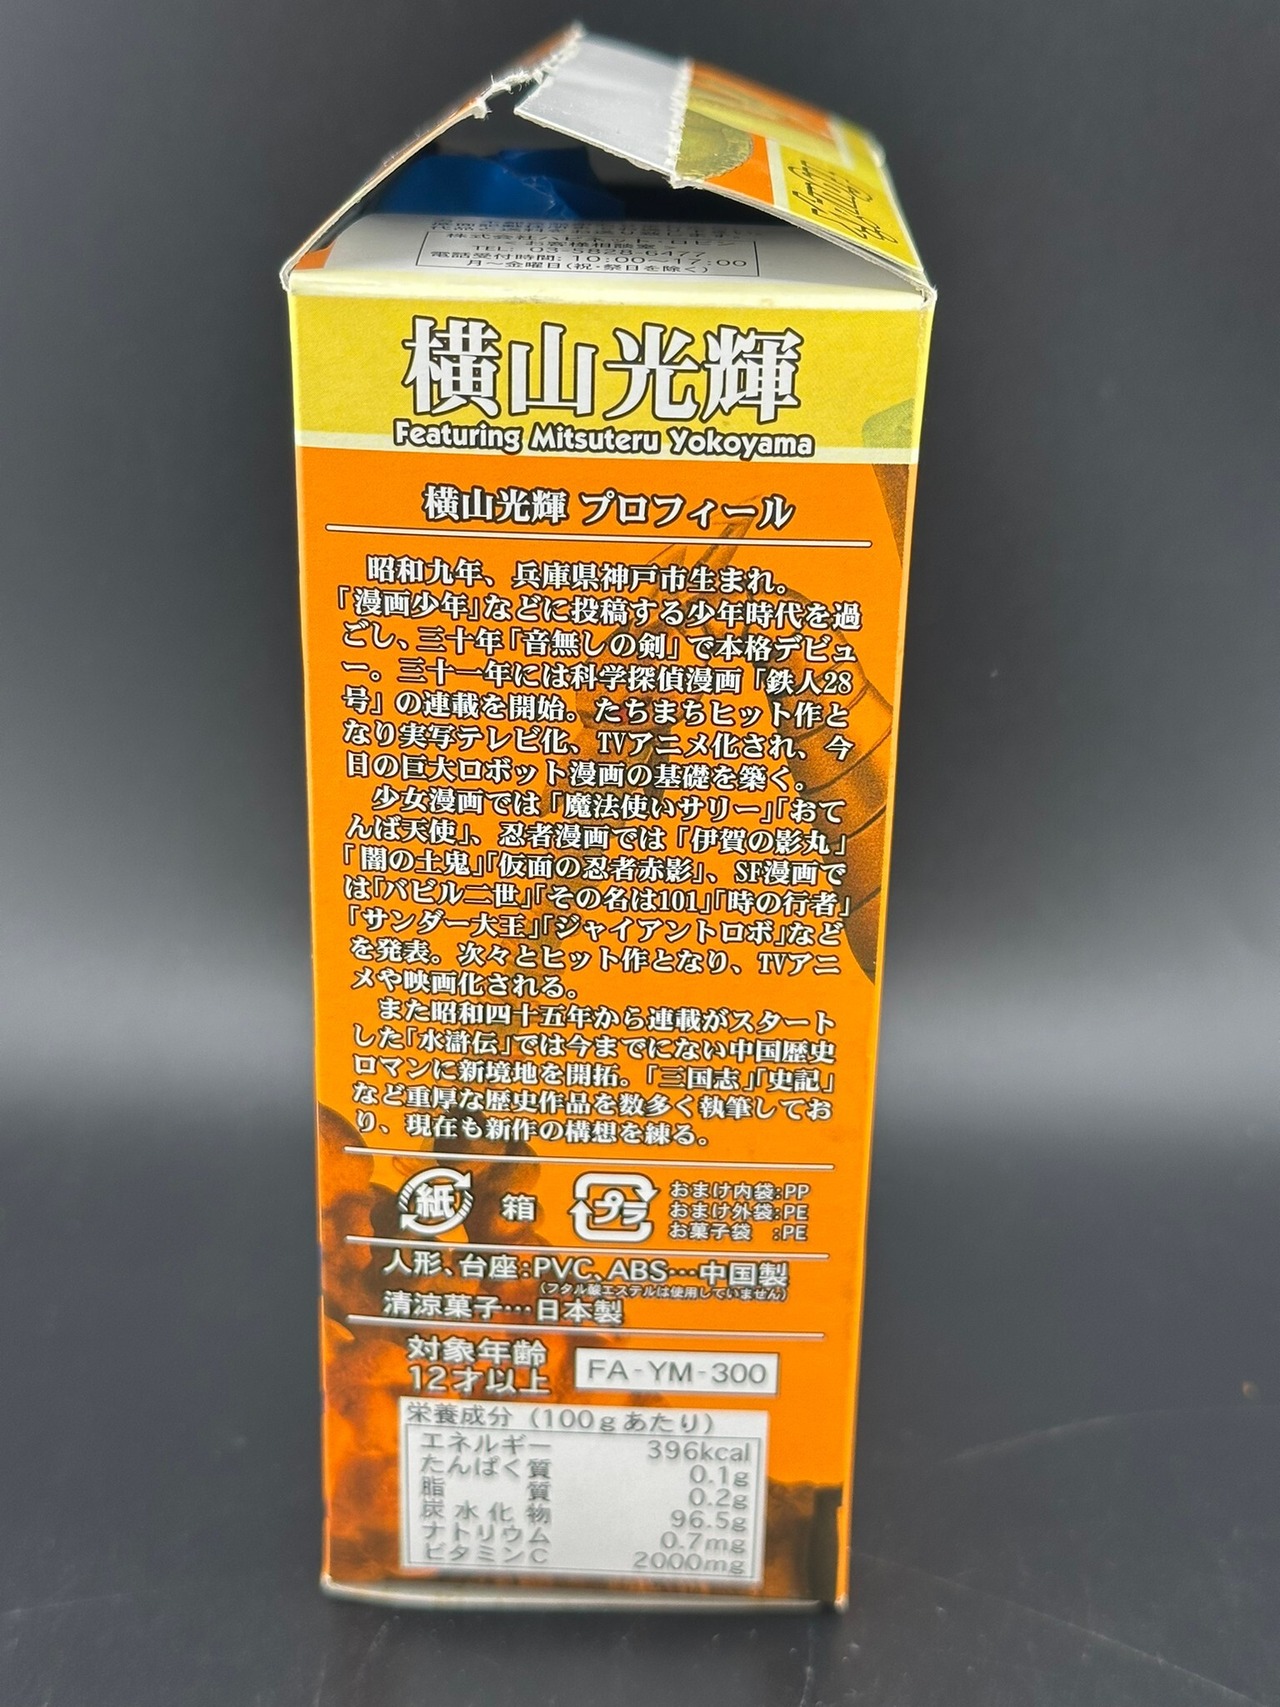 株式会社ハピネット・ロビン
<お客様相談室>
TEL: 03-5828-6477
電話受付時間: 10:00～17:00
月～金曜日(祝・祭日を除く)
横山光輝
Featuring Mitsuteru Yokoyama
横山光輝 プロフィール
昭和九年、兵庫県神戸市生まれ。
「漫画少年」などに投稿する少年時代を過
ごし、三十年「音無しの剣」で本格デビュ
ー。三十一年には科学探偵漫画「鉄人28
号」の連載を開始。たちまちヒット作と
なり実写テレビ化、TVアニメ化され、今
日の巨大ロボット漫画の基礎を築く。
少女漫画では「魔法使いサリー」「おて
んば天使」、忍者漫画では「伊賀の影丸」
「闇の土鬼」「仮面の忍者赤影」、SF漫画で
は「バビル二世」「その名は101」「時の行者」
「サンダー大王」「ジャイアントロボ」など
を発表。次々とヒット作となり、TVアニ
メや映画化される。
また昭和四十五年から連載がスタート
した「水滸伝」では今までにない中国歴史
ロマンに新境地を開拓。「三国志」「史記」
など重厚な歴史作品を数多く執筆してお
り、現在も新作の構想を練る。
紙 箱 プラ
おまけ内袋:PP
おまけ外袋:PE
お菓子袋 :PE
人形、台座:PVC、ABS…中国製
(フタル酸エステルは使用していません)
清涼菓子…日本製
対象年齢
12才以上
FA-YM-300
栄養成分 (100gあたり)
エネルギー 396kcal
たんぱく質 0.1g
脂質 0.2g
炭水化物 96.5g
ナトリウム 0.7mg
ビタミンC 2000mg